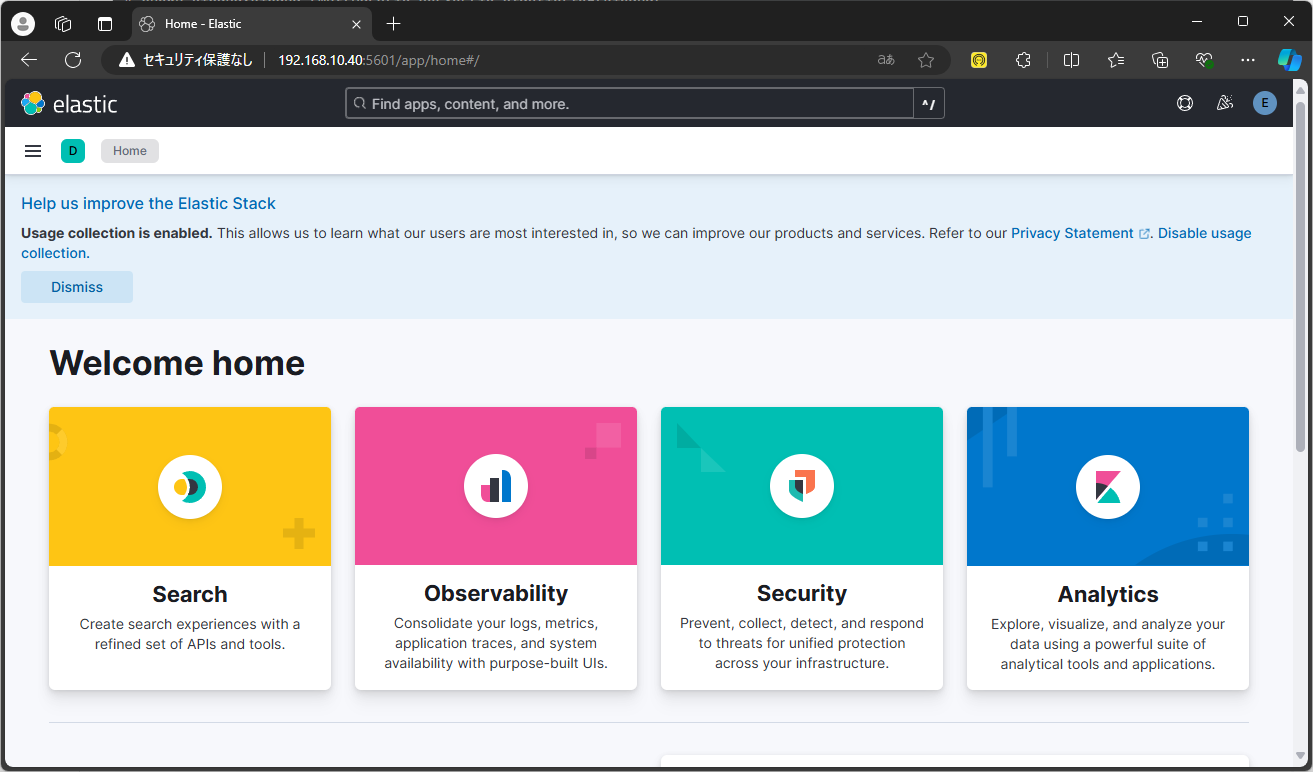 Home - Elastic
セキュリティ保護なし
192.168.10.40:5601/app/home#/
aあ
elastic
Find apps, content, and more.
^/
E
D
Home
Help us improve the Elastic Stack
Usage collection is enabled. This allows us to learn what our users are most interested in, so we can improve our products and services. Refer to our Privacy Statement. Disable usage
collection.
Dismiss
Welcome home
Search
Create search experiences with a
refined set of APIs and tools.
Observability
Consolidate your logs, metrics,
application traces, and system
availability with purpose-built UIs.
Security
Prevent, collect, detect, and respond
to threats for unified protection
across your infrastructure.
Analytics
Explore, visualize, and analyze your
data using a powerful suite of
analytical tools and applications.